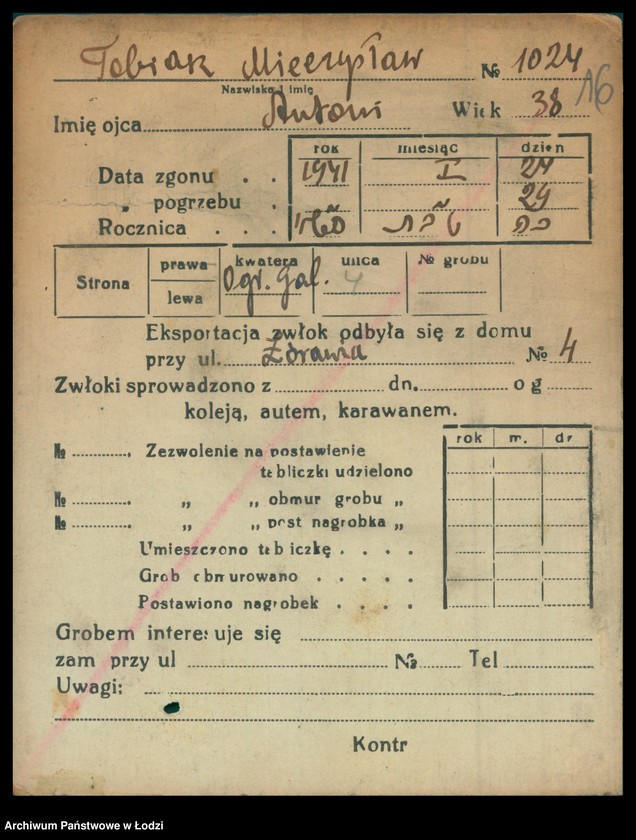 Tobiak Mieczysław № 1024
16
Nazwisko i imię
Imię ojca Antoni Wiek 38
rok miesiąc dzień
Data zgonu . . 1941 I 27
„ pogrzebu . 29
Rocznica . . .
Strona prawa kwatera ulica № grobu
lewa Ogr. Gal. 4
Eksportacja zwłok odbyła się z domu
przy ul. Zdrowia № 4
Zwłoki sprowadzono z dn. o g
koleją, autem, karawanem.
rok m. dz
№ Zezwolenie na postawienie
tabliczki udzielono
№ „ „ obmur grobu „
№ „ „ post nagrobka „
Umieszczono tabliczkę . . . .
Grob obmurowano . . . . .
Postawiono nagrobek . . . .
Grobem interesuje się
zam przy ul № Tel
Uwagi:
Kontr
Archiwum Państwowe w Łodzi